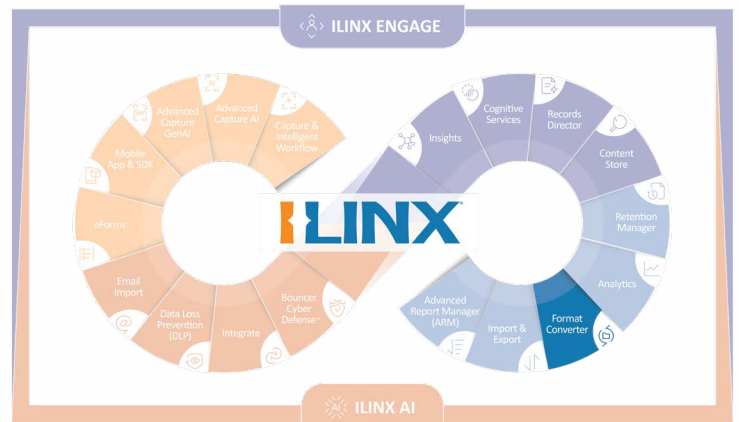 ILINX ENGAGE
Advanced
Capture
GenAI
Advanced
Capture AI
Capture &
Intelligent
Workflow
Mobile
App & SDK
eForms
Email
Import
Data Loss
Prevention
(DLP)
Integrate
Bouncer
Cyber
Defense™
ILINX®
Insights
Cognitive
Services
Records
Director
Content
Store
Retention
Manager
Analytics
Format
Converter
Import &
Export
Advanced
Report Manager
(ARM)
AI ILINX AI